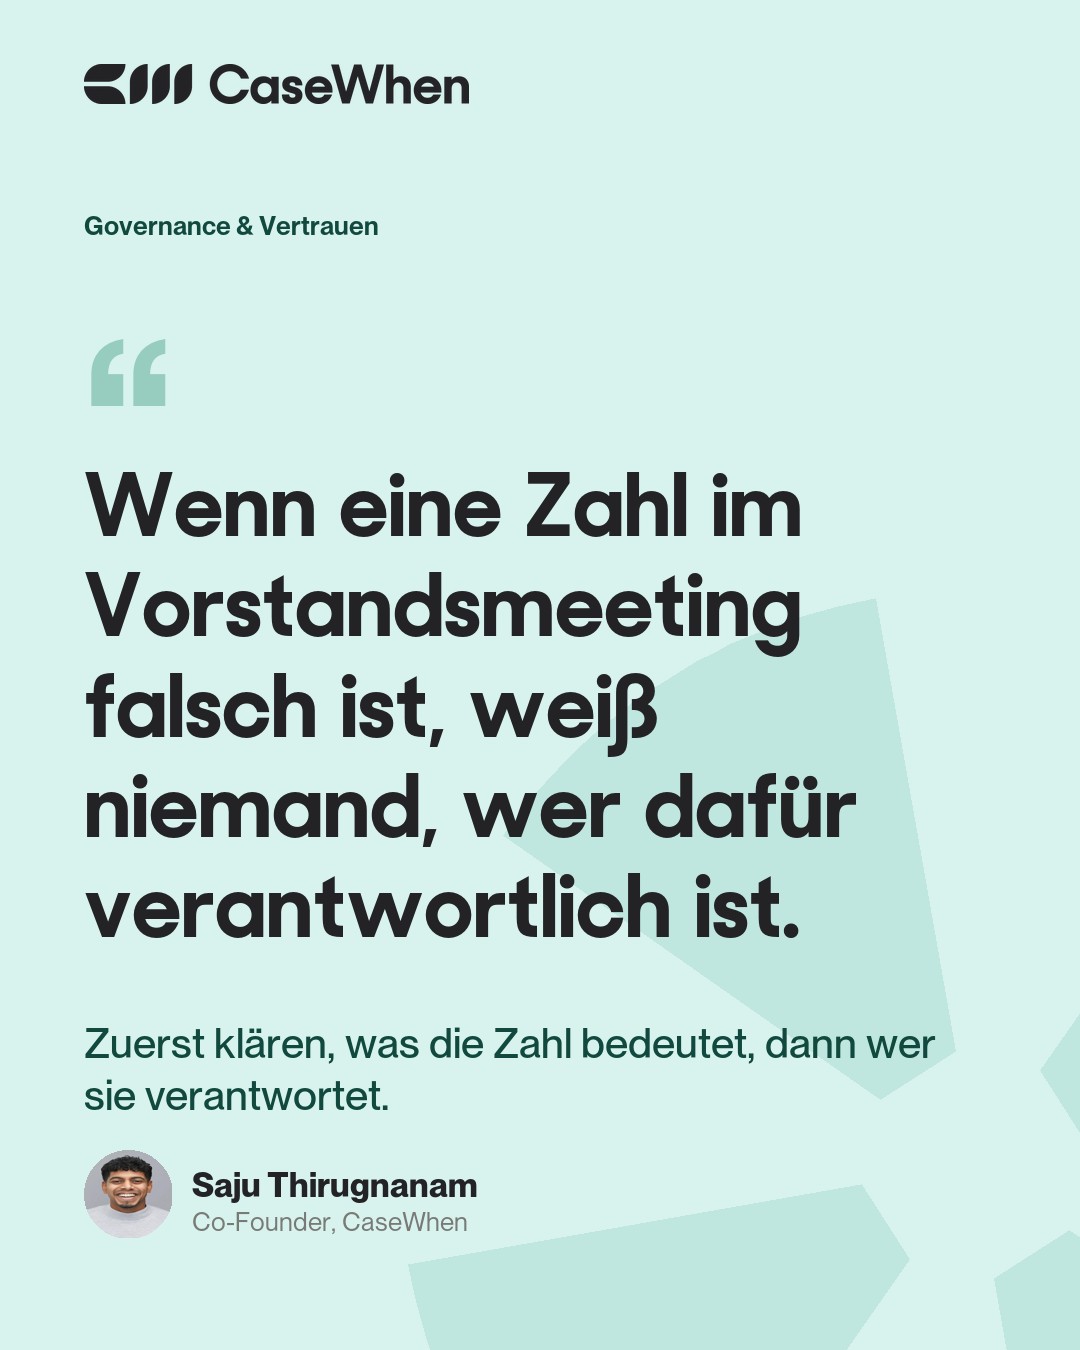 CaseWhen
Governance & Vertrauen
“
Wenn eine Zahl im
Vorstandsmeeting
falsch ist, weiß
niemand, wer dafür
verantwortlich ist.
Zuerst klären, was die Zahl bedeutet, dann wer
sie verantwortet.
Saju Thirugnanam
Co-Founder, CaseWhen